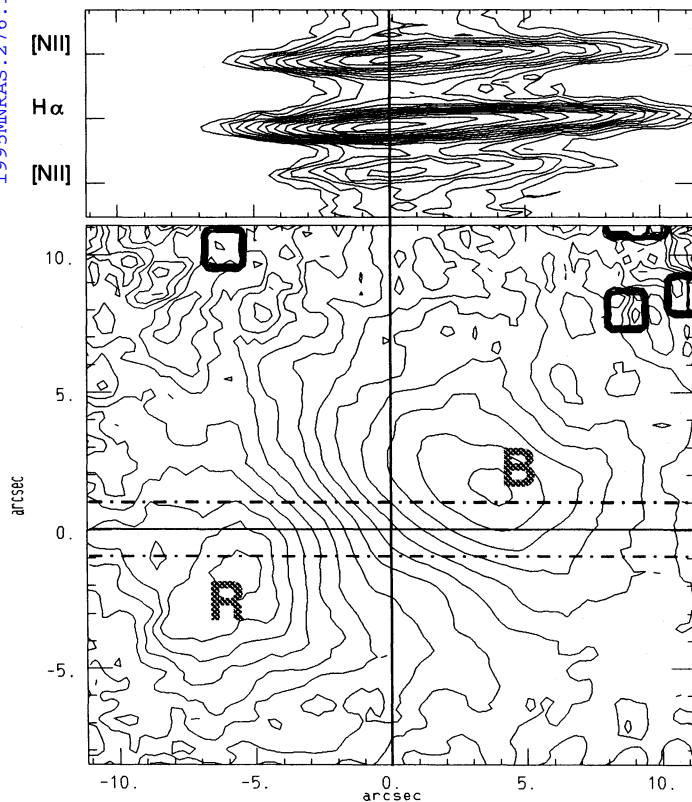 [NII]
Hα
[NII]
10.
5.
0.
-5.
arcsec
B
R
-10.
-5.
0.
5.
10.
arcsec